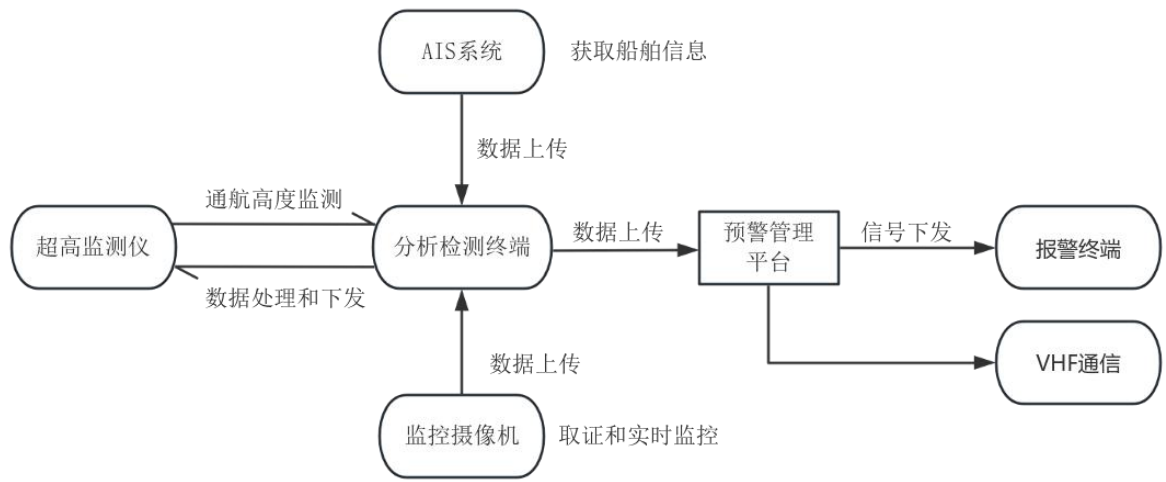 AIS系统
获取船舶信息
数据上传
通航高度监测
超高监测仪
分析检测终端
数据上传
预警管理
平台
信号下发
报警终端
数据处理和下发
数据上传
VHF通信
监控摄像机
取证和实时监控